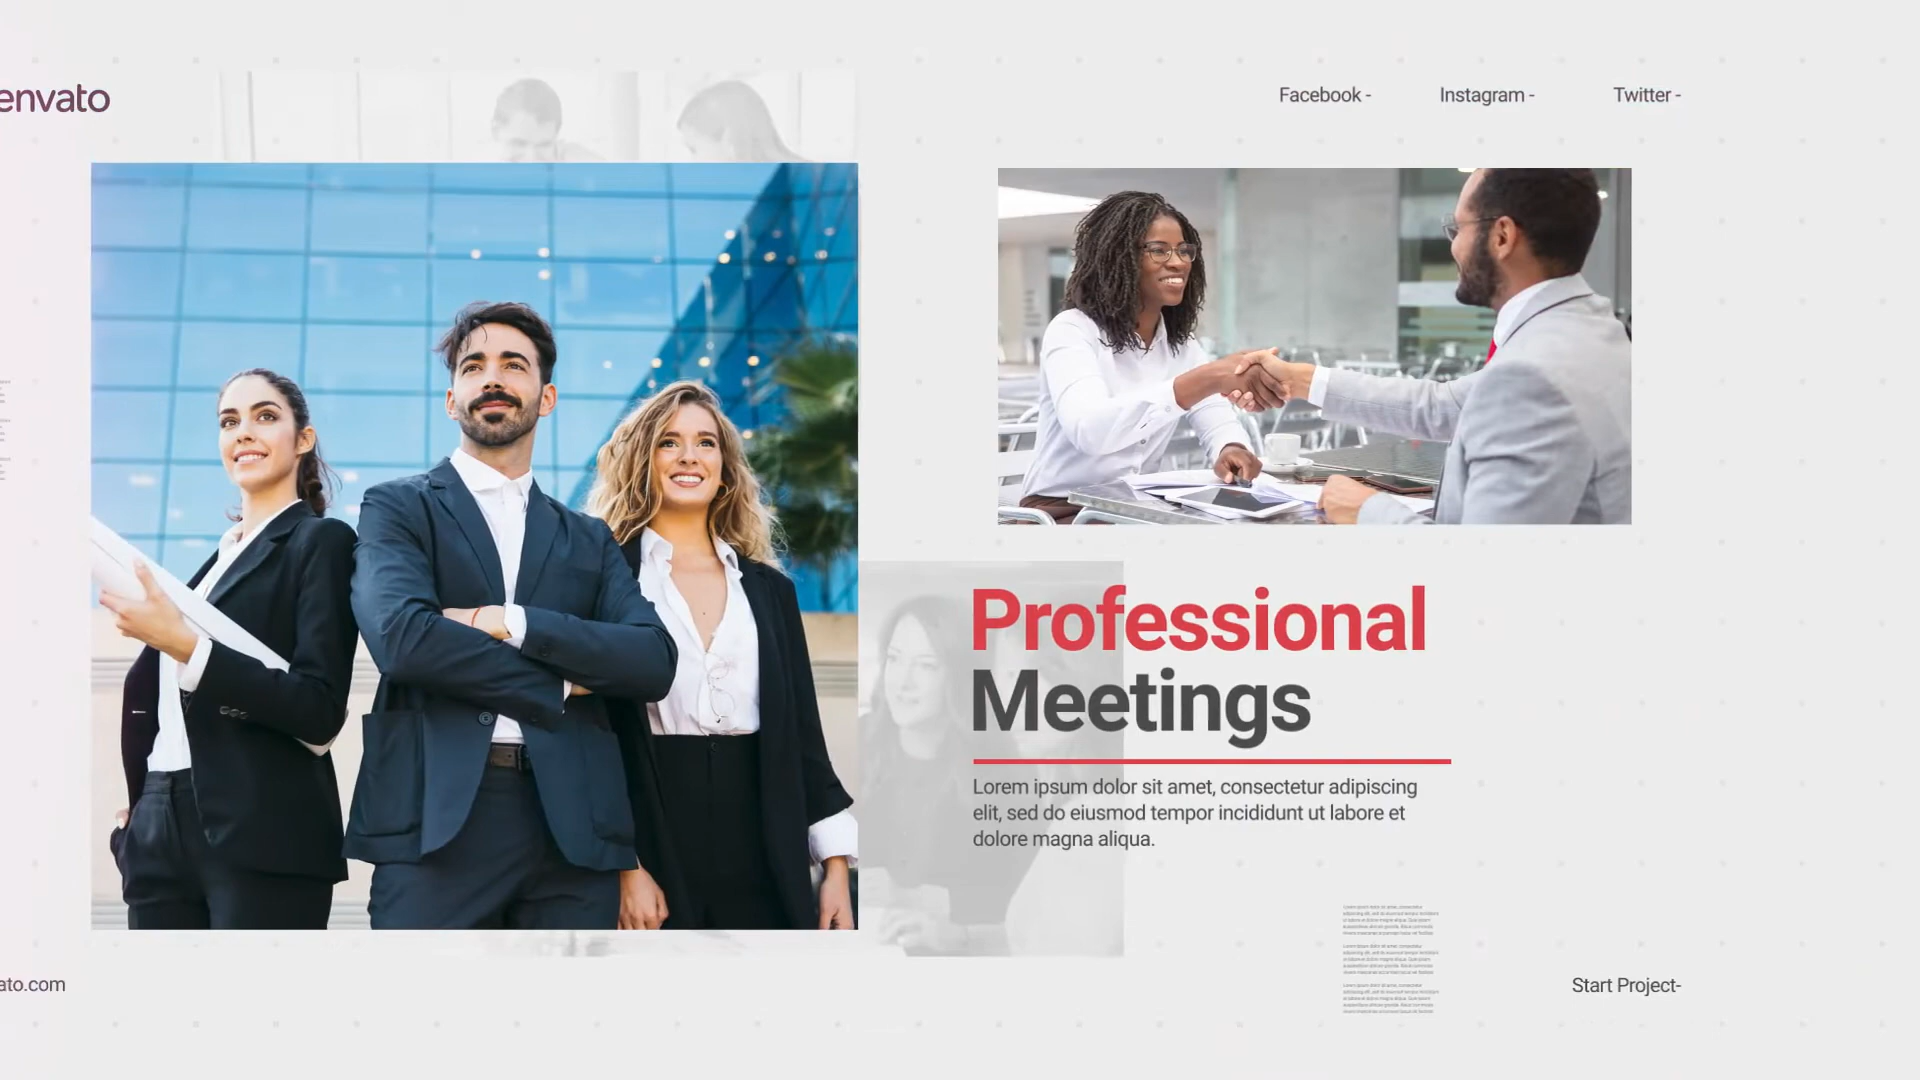 envato
Facebook -
Instagram -
Twitter -
Professional
Meetings
Lorem ipsum dolor sit amet, consectetur adipiscing
elit, sed do eiusmod tempor incididunt ut labore et
dolore magna aliqua.
ato.com
Start Project-